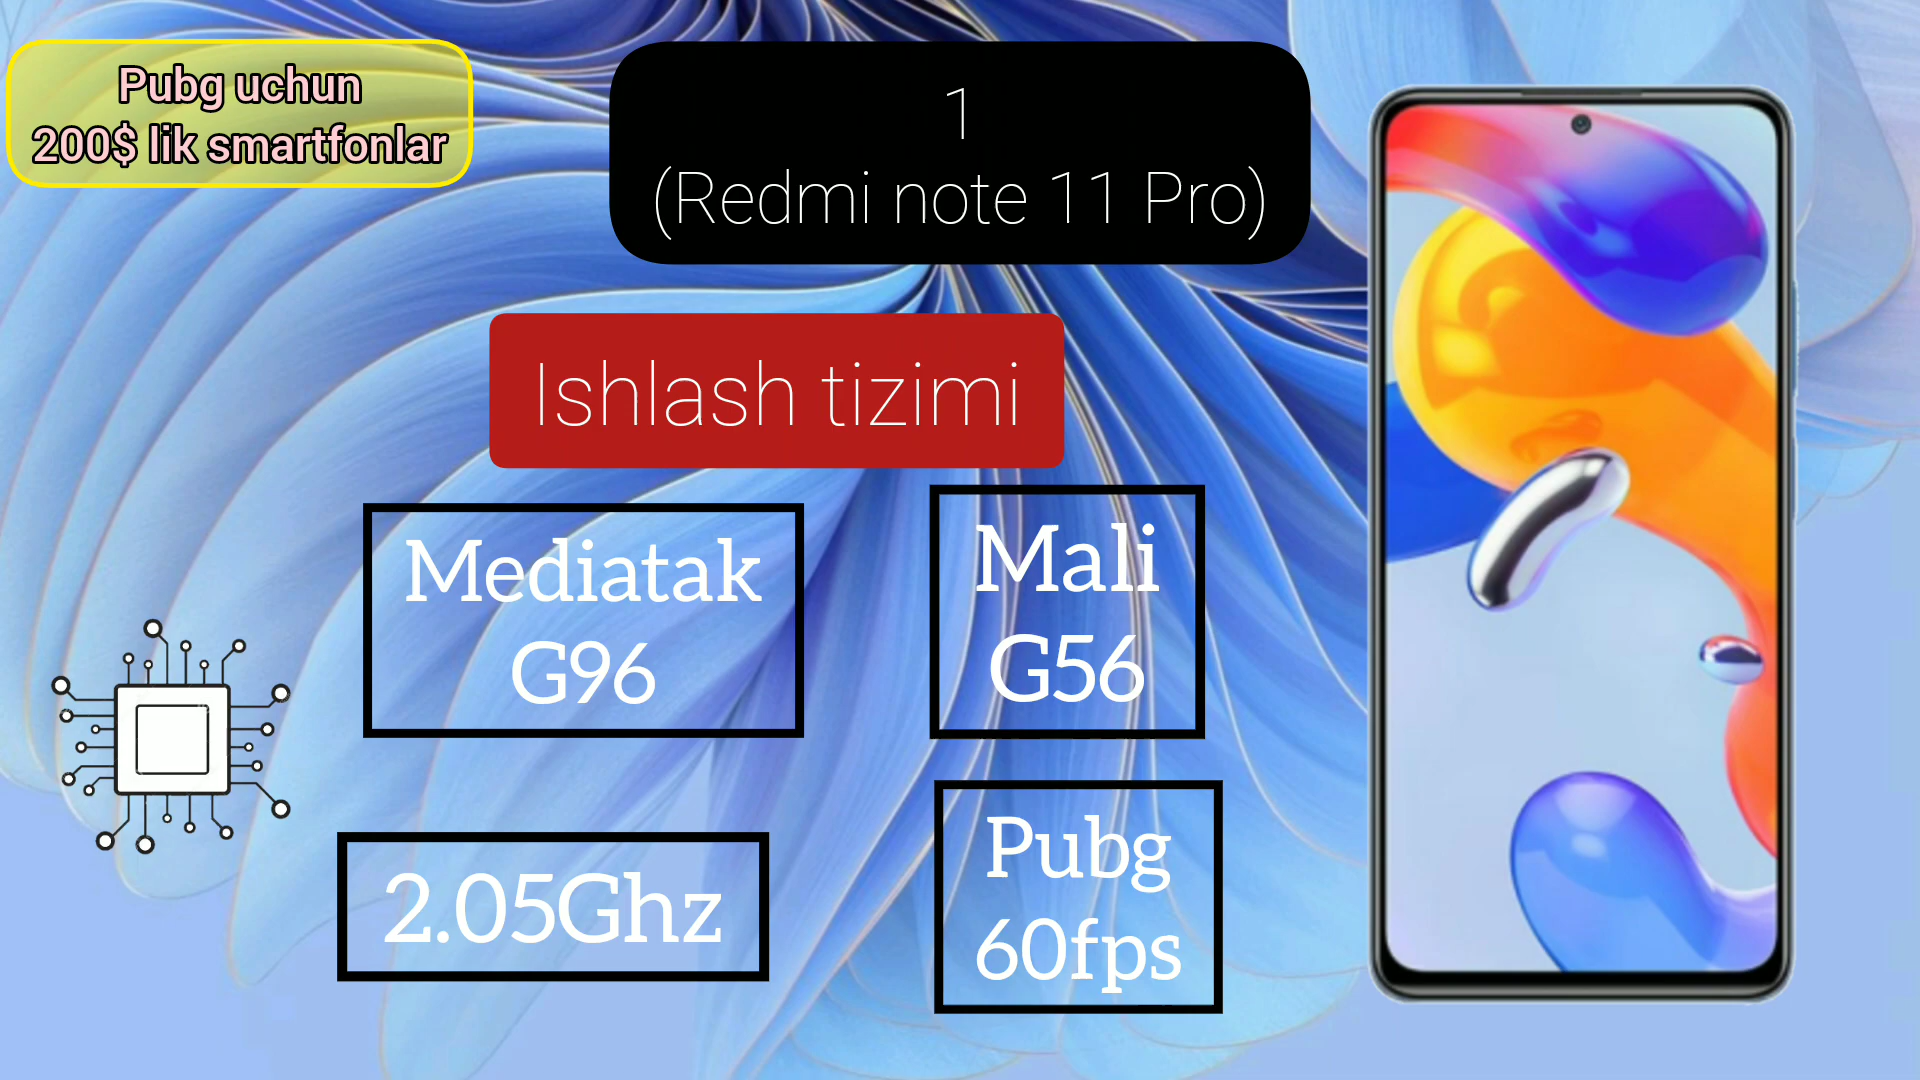 Pubg uchun
200$ lik smartfonlar
1
(Redmi note 11 Pro)
Ishlash tizimi
Mediatak
G96
Mali
G56
2.05Ghz
Pubg
60fps